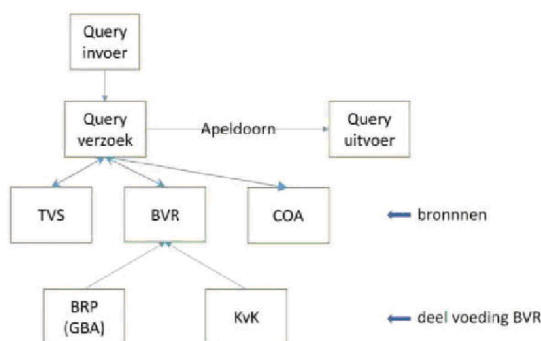 Query
invoer
Query
verzoek
Apeldoorn
Query
uitvoer
TVS
BVR
COA
bronnnen
BRP
(GBA)
KvK
deel voeding BVR